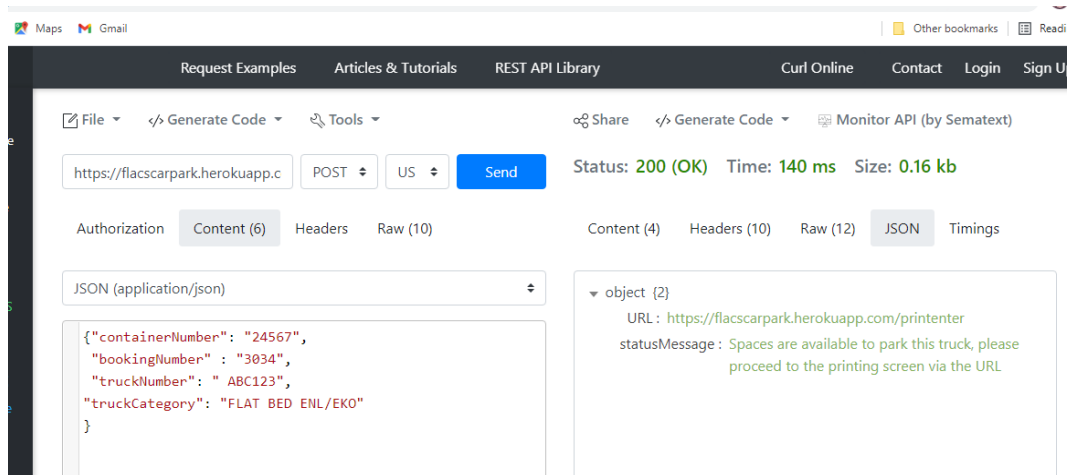 Maps Gmail Other bookmarks Readi
Request Examples Articles & Tutorials REST API Library Curl Online Contact Login Sign U
File </> Generate Code Tools Share </> Generate Code Monitor API (by Sematext)
https://flacscarpark.herokuapp.c POST US Send Status: 200 (OK) Time: 140 ms Size: 0.16 kb
Authorization Content (6) Headers Raw (10) Content (4) Headers (10) Raw (12) JSON Timings
JSON (application/json)
{"containerNumber": "24567",
"bookingNumber" : "3034",
"truckNumber": " ABC123",
"truckCategory": "FLAT BED ENL/EKO"
}
object {2}
URL : https://flacscarpark.herokuapp.com/printenter
statusMessage : Spaces are available to park this truck, please
proceed to the printing screen via the URL